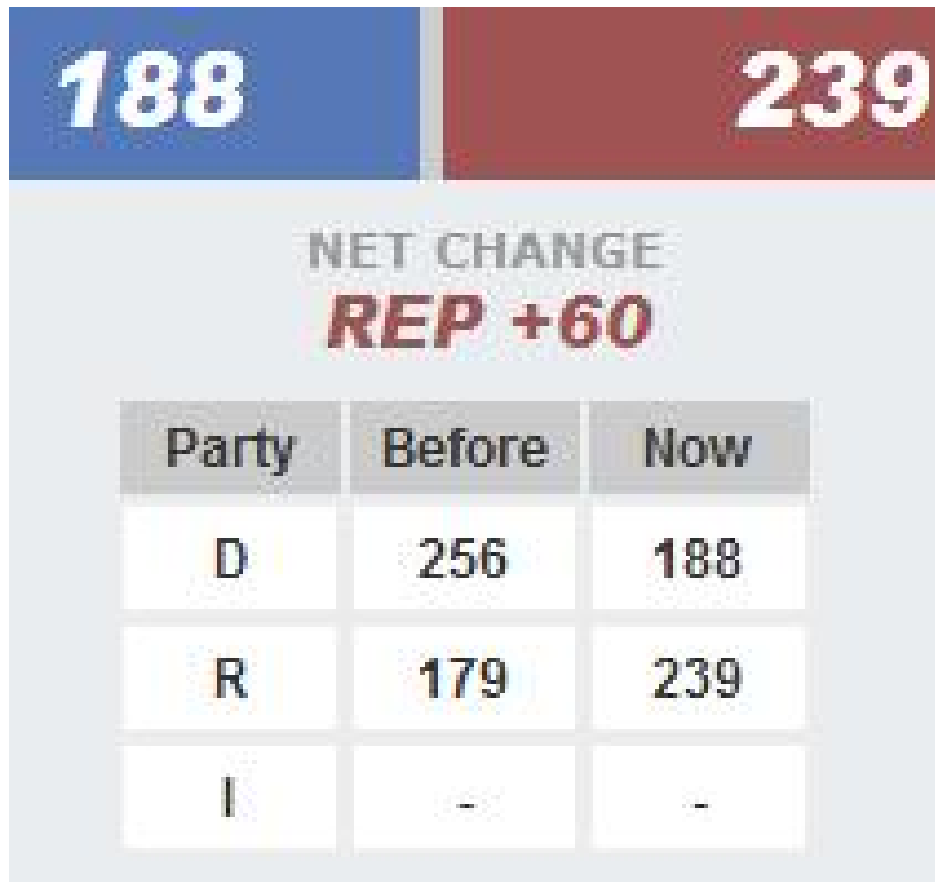 188 239
NET CHANGE
REP +60
Party Before Now
D 256 188
R 179 239
I - -